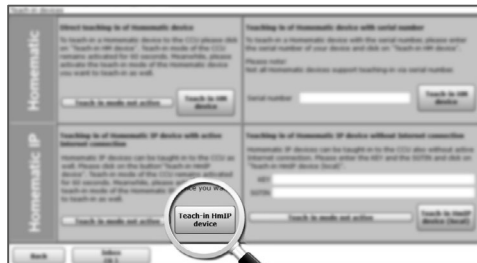 Teach-in devices
Homematic
Direct teaching-in of Homematic device
To teach-in a Homematic device to the CCU please click
on "Teach-in HM device". Teach-in mode of the CCU
remains activated for 60 seconds. Meanwhile, please
activate the teach-in mode of the Homematic device
you want to teach-in as well.
Teach-in mode not active
Teach-in HM
device
Teaching-in of Homematic device with serial number
To teach-in a Homematic device with the serial number, please enter
the serial number of your device and click on "Teach-in HM device".
Please note:
Not all Homematic devices support teaching-in via serial number.
Serial number
Teach-in HM
device
Homematic IP
Teaching-in of Homematic IP device with active
Internet connection
Homematic IP devices can be taught-in to the CCU as
well. Please click on the button "Teach-in HmIP
device". Teach-in mode of the CCU remains activated
for 60 seconds. Meanwhile, please
teach-in mode of the Homematic
to teach-in as well.
ice you wa
Teach-in mode not active
Teach-in HmIP
device
Teaching-in of Homematic IP device without Internet connection
Homematic IP devices can be taught-in to the CCU also without active
internet connection. Please enter the KEY and the SGTIN and click on
"Teach-in HmIP device (local)".
KEY
SGTIN
Teach-in mode not active
Teach-in HmIP
device (local)
Back
Inbox